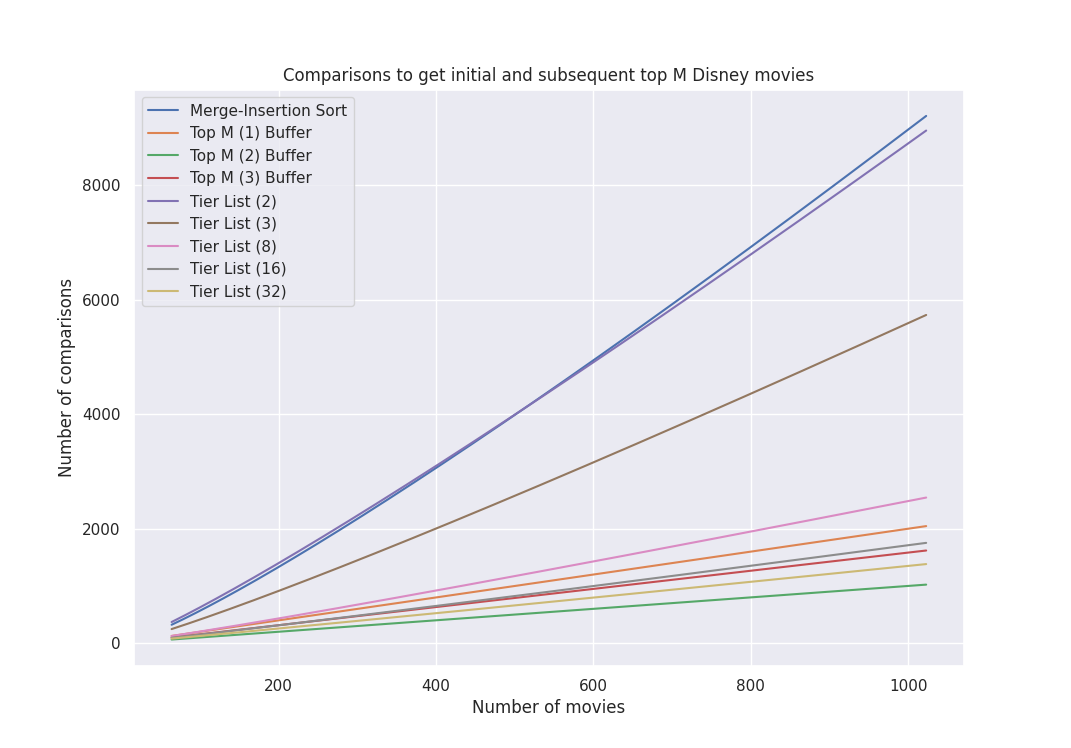 Comparisons to get initial and subsequent top M Disney movies
Merge-Insertion Sort
Top M (1) Buffer
Top M (2) Buffer
Top M (3) Buffer
Tier List (2)
Tier List (3)
Tier List (8)
Tier List (16)
Tier List (32)
Number of comparisons
8000
6000
4000
2000
0
200 400 600 800 1000
Number of movies